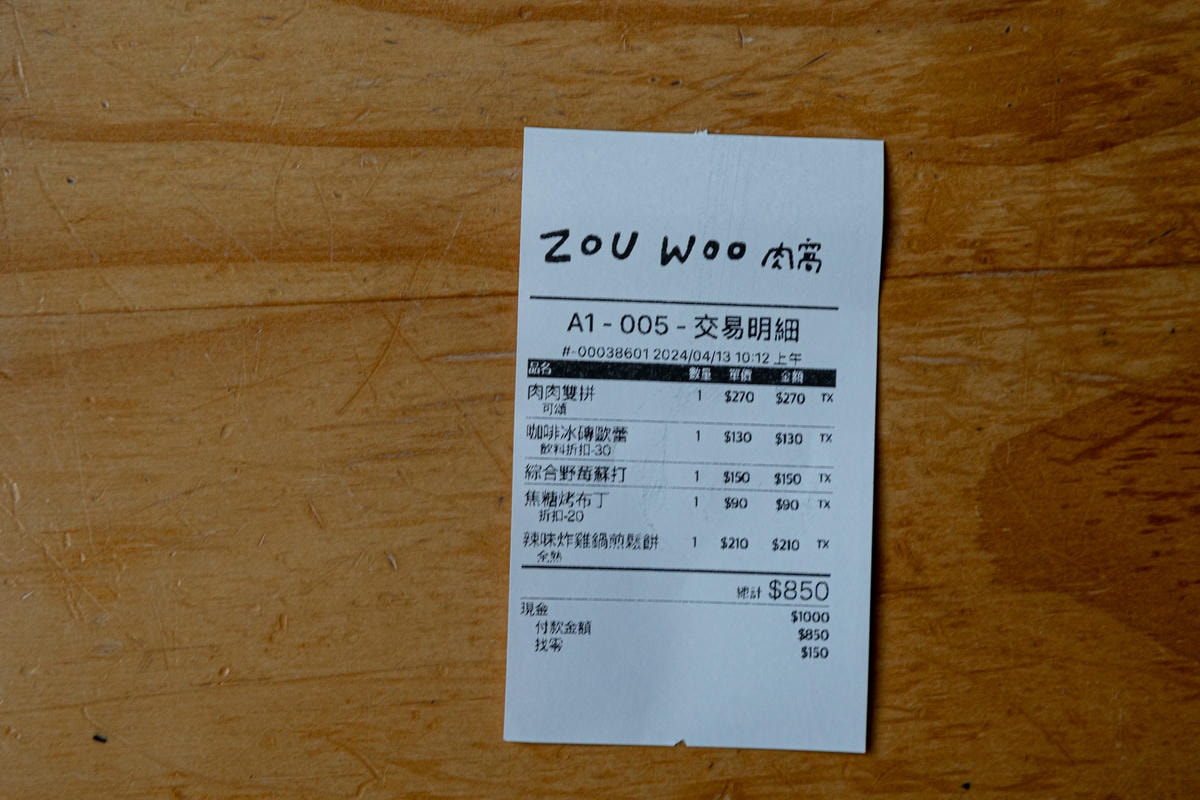 ZOU WOO 肉窩
A1 - 005 - 交易明細
#-00038601 2024/04/13 10:12 上午
品名 數量 單價 金額
肉肉雙拼 1 $270 $270 TX
可頌
咖啡冰磚歐蕾 1 $130 $130 TX
飲料折扣-30
綜合野莓蘇打 1 $150 $150 TX
焦糖烤布丁 1 $90 $90 TX
折扣-20
辣味炸雞鍋煎鬆餅 1 $210 $210 TX
全熟
總計 $850
現金 $1000
付款金額 $850
找零 $150